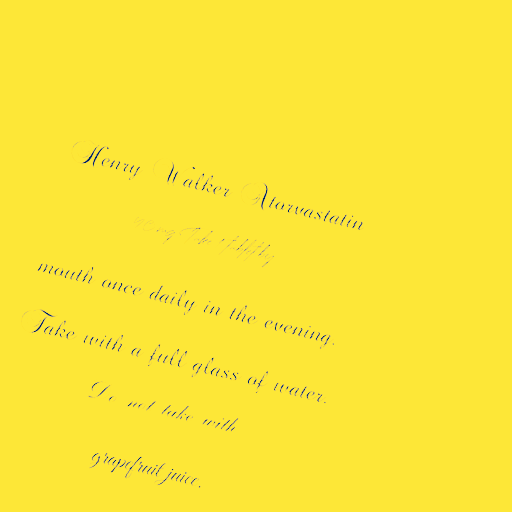 Henry Walker Atorvastatin
mouth once daily in the evening.
Take with a full glass of water.
Do not take with
grapefruit juice.